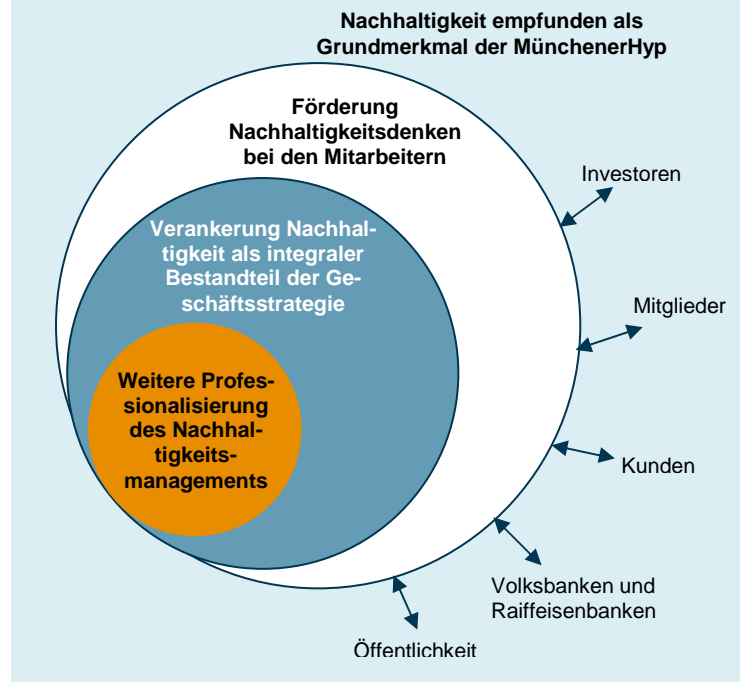 Nachhaltigkeit empfunden als
Grundmerkmal der MünchenerHyp
Förderung
Nachhaltigkeitsdenken
bei den Mitarbeitern
Verankerung Nachhal-
tigkeit als integraler
Bestandteil der Ge-
schäftsstrategie
Weitere Profes-
sionalisierung
des Nachhal-
tigkeits-
managements
Investoren
Mitglieder
Kunden
Volksbanken und
Raiffeisenbanken
Öffentlichkeit